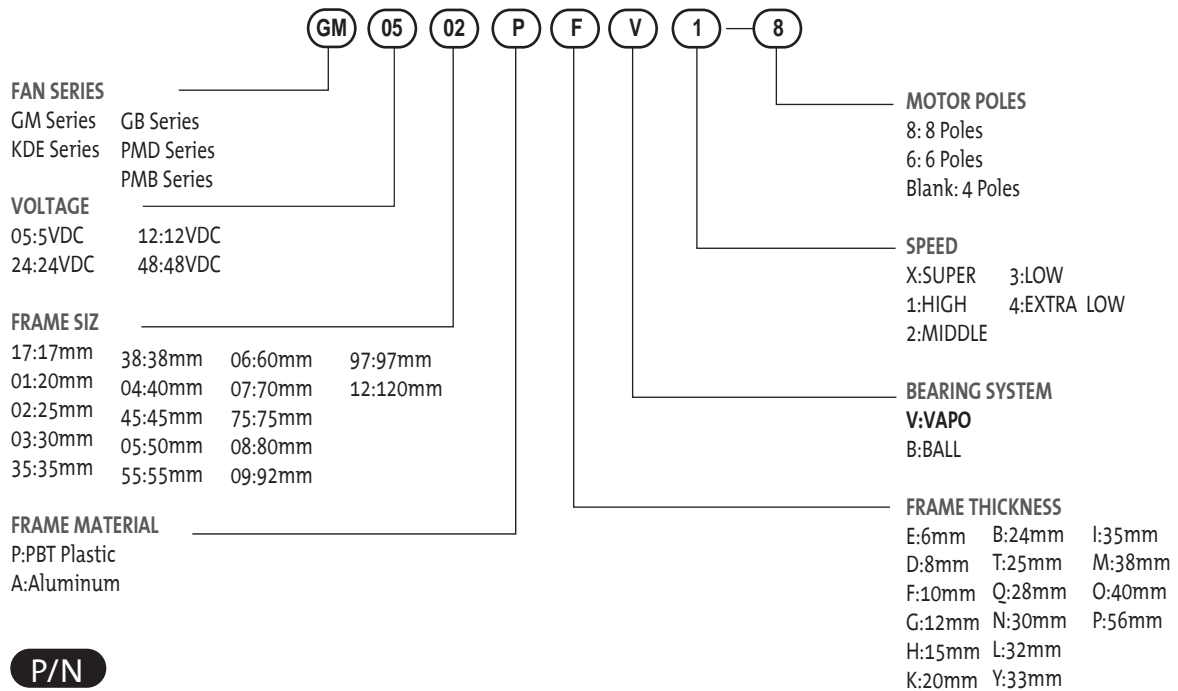 GM 05 02 P F V 1 8
FAN SERIES
GM Series GB Series
KDE Series PMD Series
PMB Series
VOLTAGE
05:5VDC 12:12VDC
24:24VDC 48:48VDC
FRAME SIZ
17:17mm 38:38mm 06:60mm 97:97mm
01:20mm 04:40mm 07:70mm 12:120mm
02:25mm 45:45mm 75:75mm
03:30mm 05:50mm 08:80mm
35:35mm 55:55mm 09:92mm
FRAME MATERIAL
P:PBT Plastic
A:Aluminum
P/N
MOTOR POLES
8: 8 Poles
6: 6 Poles
Blank: 4 Poles
SPEED
X:SUPER 3:LOW
1:HIGH 4:EXTRA LOW
2:MIDDLE
BEARING SYSTEM
V:VAPO
B:BALL
FRAME THICKNESS
E:6mm B:24mm I:35mm
D:8mm T:25mm M:38mm
F:10mm Q:28mm O:40mm
G:12mm N:30mm P:56mm
H:15mm L:32mm
K:20mm Y:33mm